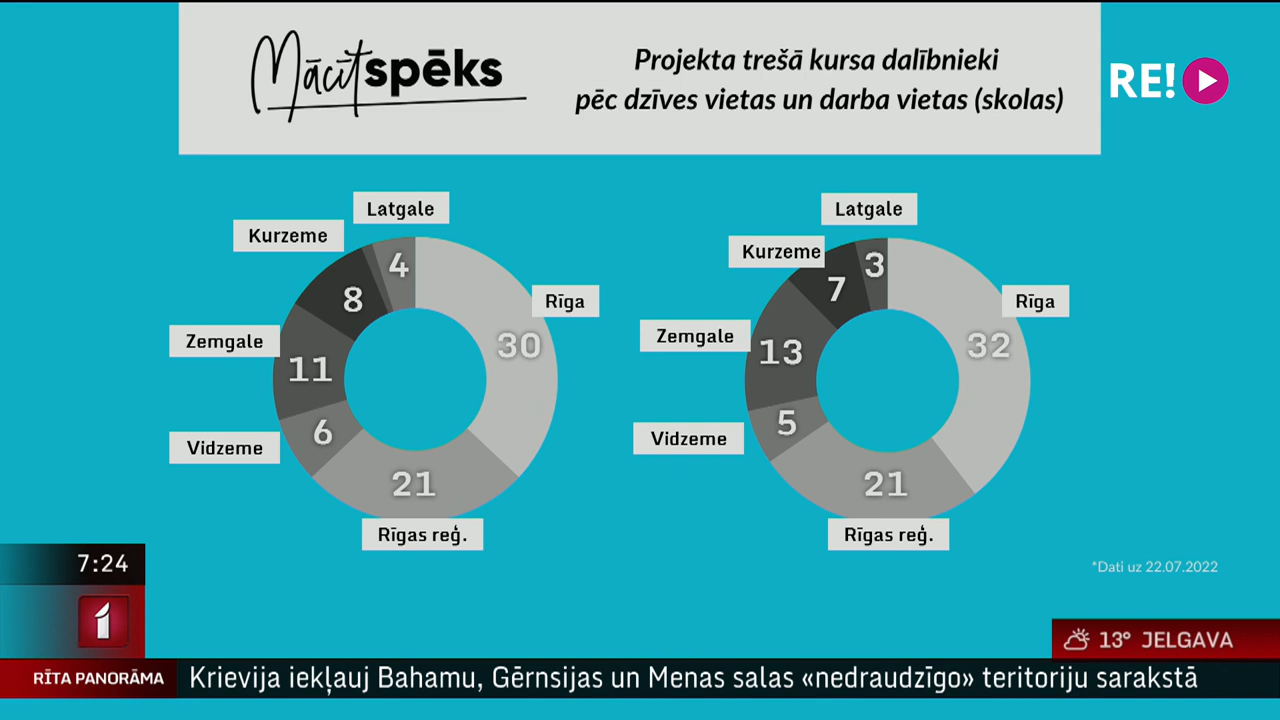 Mācītspēks
Projekta trešā kursa dalībnieki
pēc dzīves vietas un darba vietas (skolas)
RE!
Latgale
Kurzeme
4
8
Rīga
30
Zemgale
11
Vidzeme
6
21
Rīgas reģ.
Latgale
Kurzeme
3
7
Rīga
32
Zemgale
13
Vidzeme
5
21
Rīgas reģ.
*Dati uz 22.07.2022
7:24
1
13° JELGAVA
RĪTA PANORĀMA
Krievija iekļauj Bahamu, Gērnsijas un Menas salas «nedraudzīgo» teritoriju sarakstā